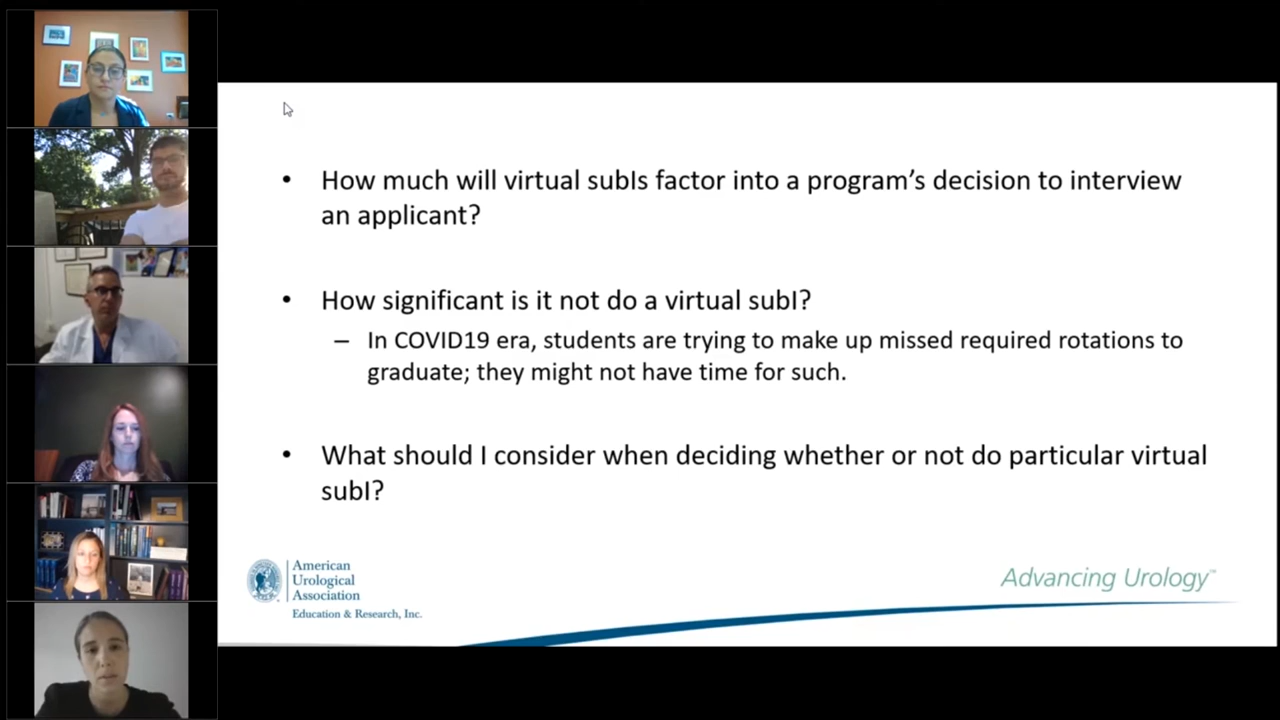 How much will virtual subIs factor into a program's decision to interview
an applicant?
How significant is it not do a virtual subI?
– In COVID19 era, students are trying to make up missed required rotations to
graduate; they might not have time for such.
What should I consider when deciding whether or not do particular virtual
subI?
American
Urological
Association
Education & Research, Inc.
Advancing Urology™